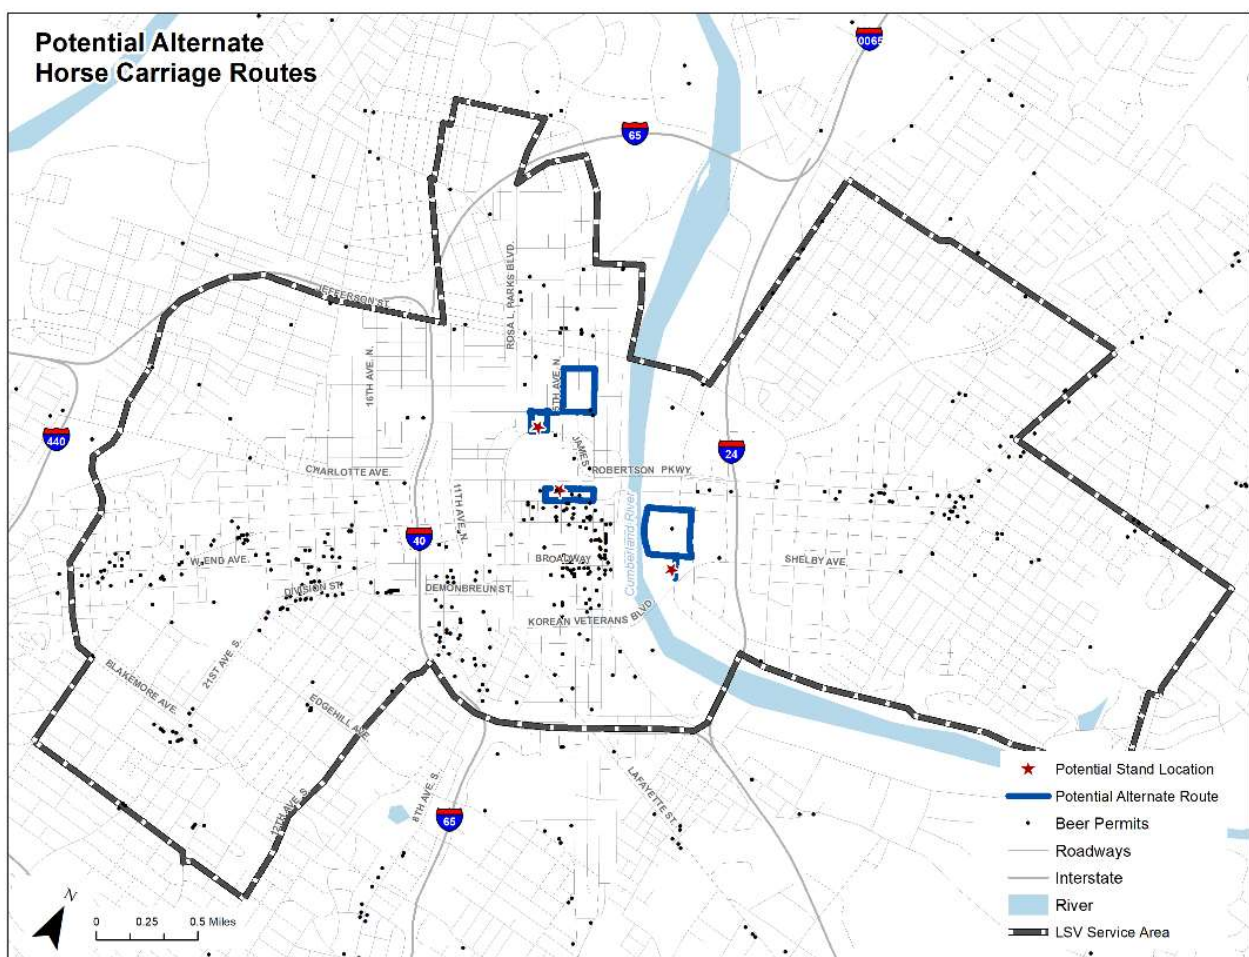 Potential Alternate
Horse Carriage Routes
0065
65
ROSA L. PARKS BLVD.
JEFFERSON ST.
16TH AVE. N.
5TH AVE. N.
440
24
JAMES
ROBERTSON PKWY
CHARLOTTE AVE.
11TH AVE. N.
40
Cumberland River
W. END AVE.
BROADWAY
SHELBY AVE.
DIVISION ST.
DEMONBREUN ST.
KOREAN VETERANS BLVD
21ST AVE. S.
BLAKEMORE AVE.
EDGEHILL AVE.
12TH AVE. S.
8TH AVE. S.
65
LAFAYETTE ST.
Potential Stand Location
Potential Alternate Route
Beer Permits
Roadways
Interstate
River
LSV Service Area
N
0 0.25 0.5 Miles